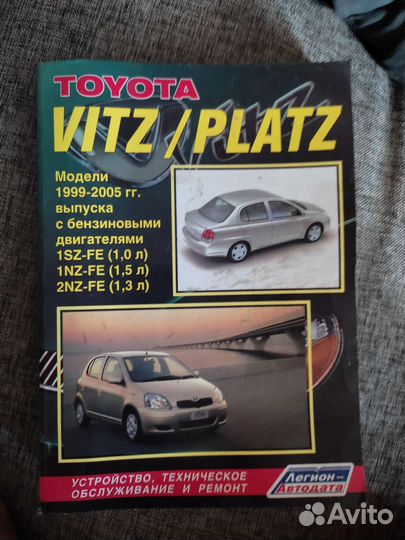 TOYOTA
VITZ / PLATZ
Модели
1999-2005 гг.
выпуска
с бензиновыми
двигателями
1SZ-FE (1,0 л)
1NZ-FE (1,5 л)
2NZ-FE (1,3 л)
УСТРОЙСТВО, ТЕХНИЧЕСКОЕ
ОБСЛУЖИВАНИЕ И РЕМОНТ
Легион-
Автодата
Avito